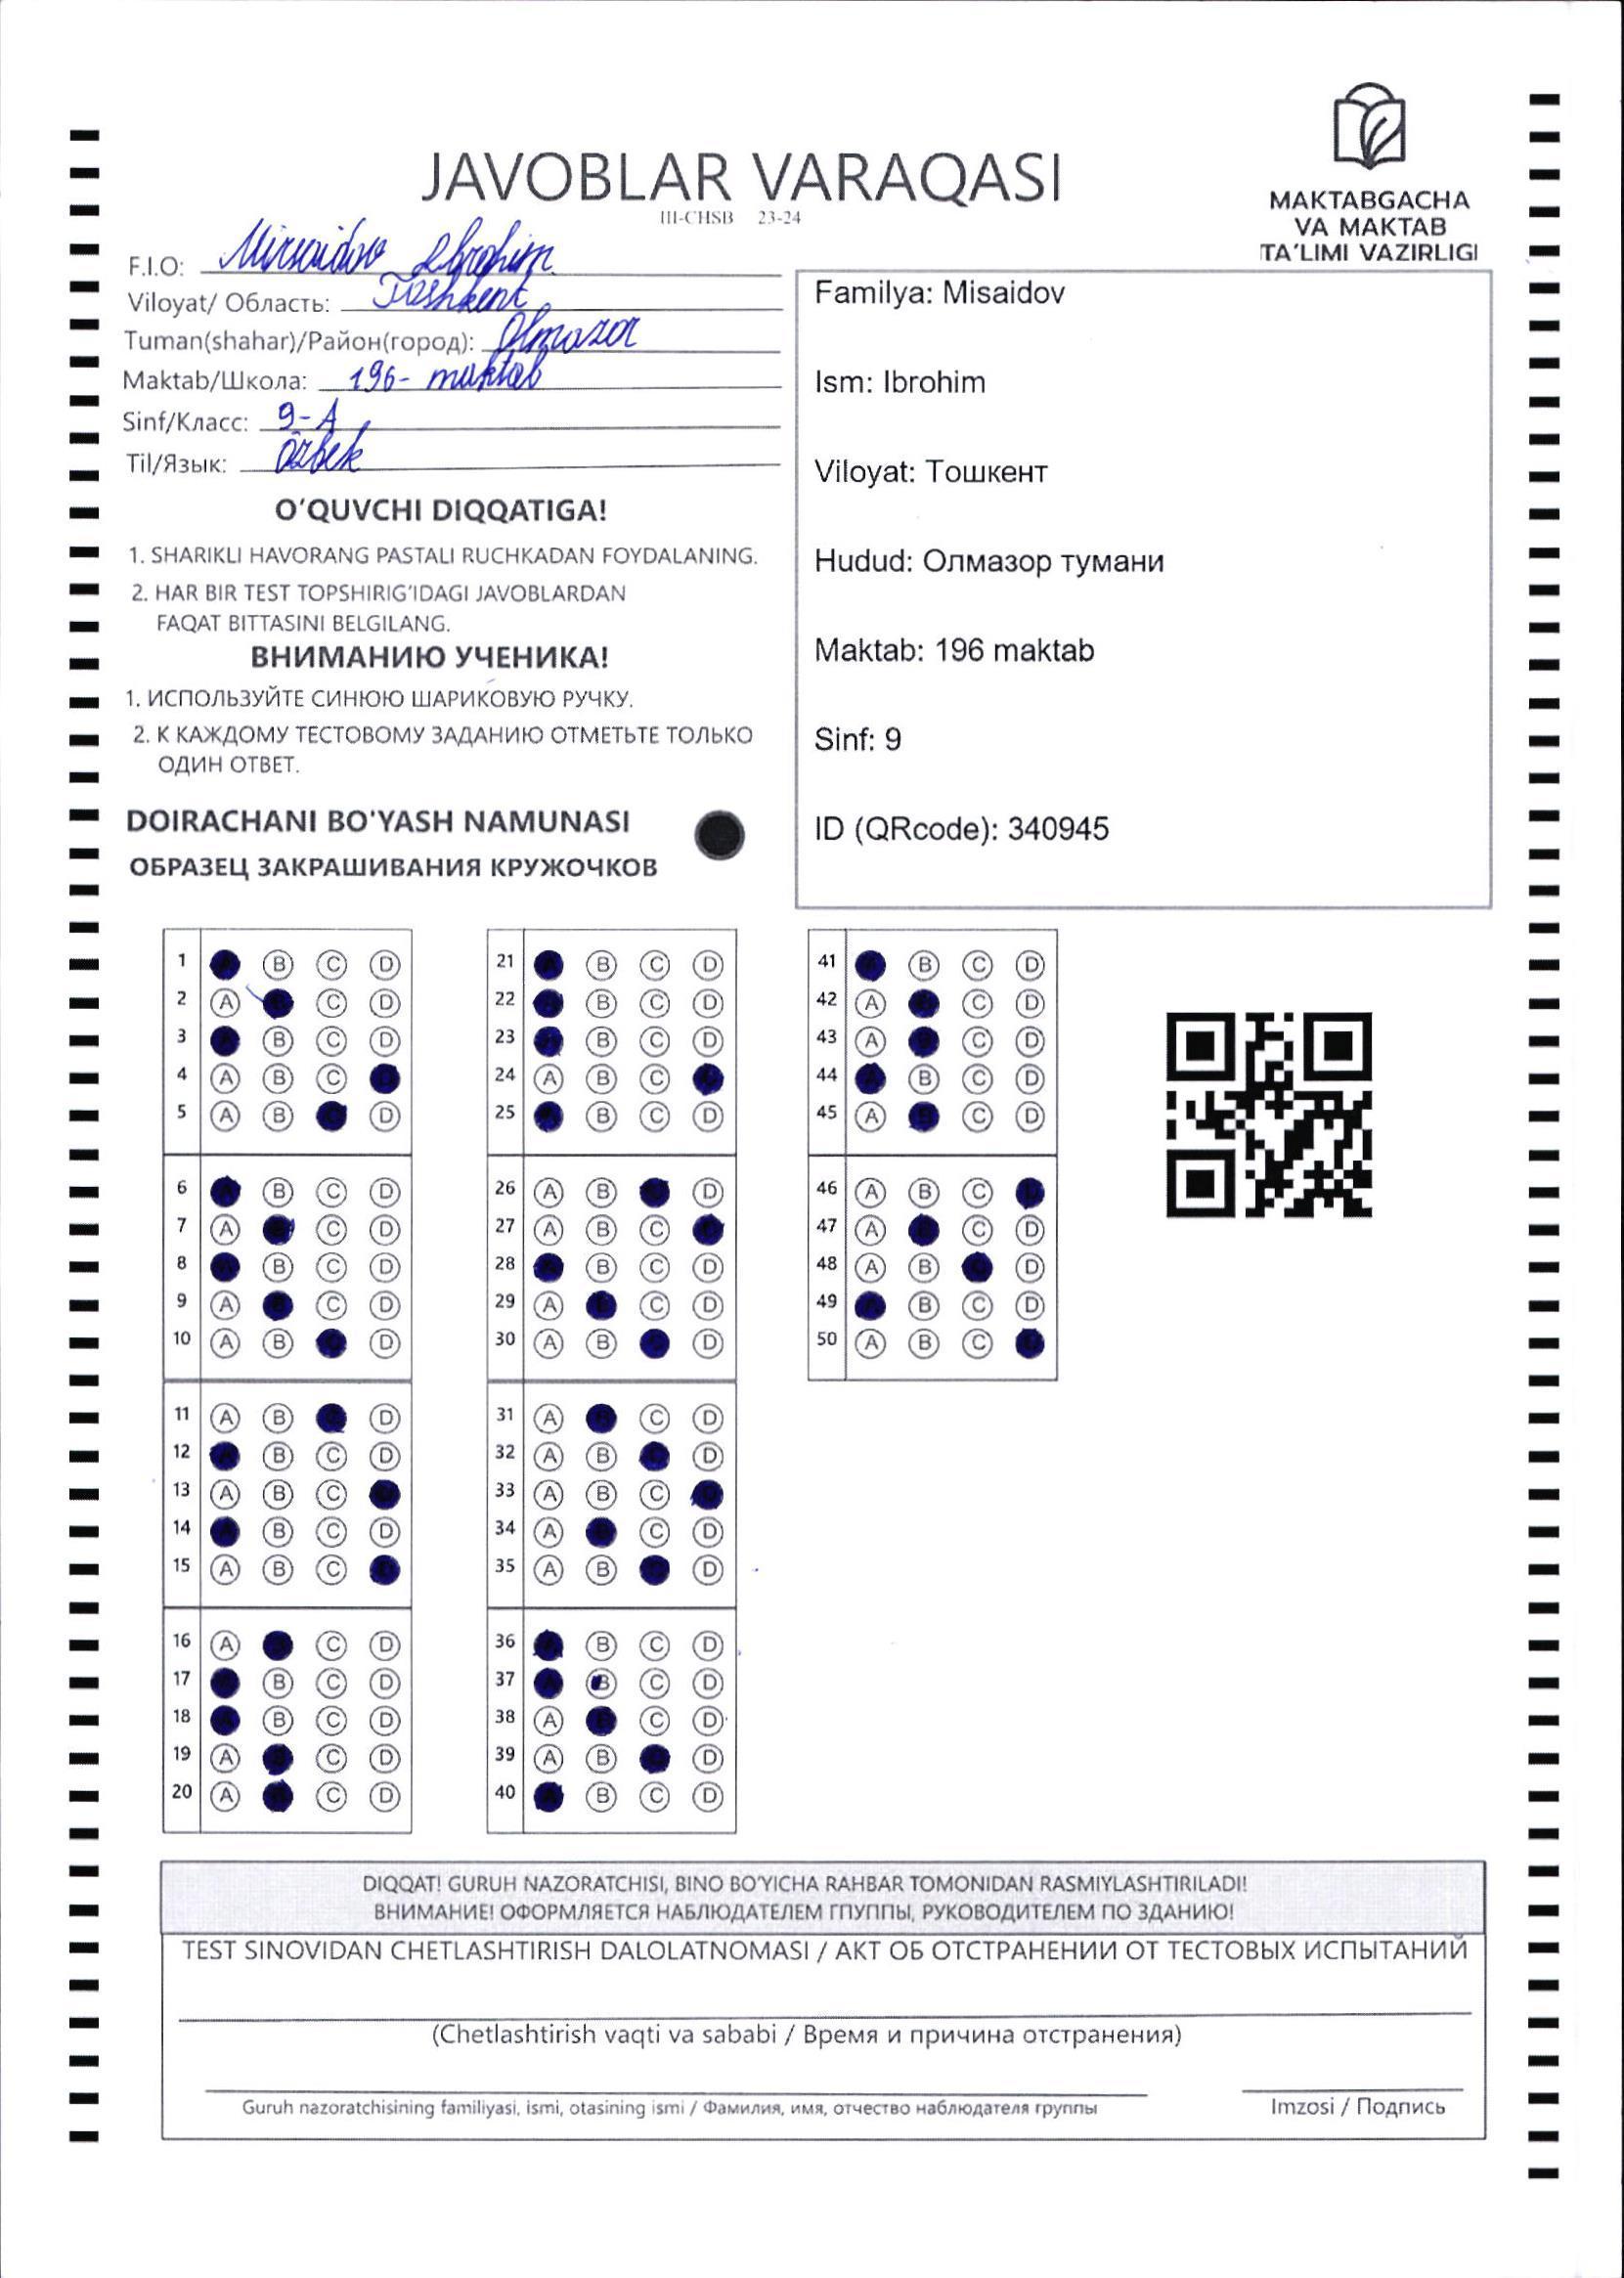 JAVOBLAR VARAQASI
III-CHSB 23-24
MAKTABGACHA
VA MAKTAB
TA'LIMI VAZIRLIGI
F.I.O: Mirsaidov Ibrohim
Viloyat/ Область: Toshkent
Tuman(shahar)/Район(город): Olmazor
Maktab/Школа: 196- maktab
Sinf/Класс: 9-A
Til/Язык: Özbek
Familya: Misaidov
Ism: Ibrohim
Viloyat: Тошкент
Hudud: Олмазор тумани
Maktab: 196 maktab
Sinf: 9
ID (QRcode): 340945
O'QUVCHI DIQQATIGA!
1. SHARIKLI HAVORANG PASTALI RUCHKADAN FOYDALANING.
2. HAR BIR TEST TOPSHIRIG'IDAGI JAVOBLARDAN
FAQAT BITTASINI BELGILANG.
ВНИМАНИЮ УЧЕНИКА!
1. ИСПОЛЬЗУЙТЕ СИНЮЮ ШАРИКОВУЮ РУЧКУ.
2. К КАЖДОМУ ТЕСТОВОМУ ЗАДАНИЮ ОТМЕТЬТЕ ТОЛЬКО
ОДИН ОТВЕТ.
DOIRACHANI BO'YASH NAMUNASI
ОБРАЗЕЦ ЗАКРАШИВАНИЯ КРУЖОЧКОВ
1 A B C D
2 A B C D
3 A B C D
4 A B C D
5 A B C D
6 A B C D
7 A B C D
8 A B C D
9 A B C D
10 A B C D
11 A B C D
12 A B C D
13 A B C D
14 A B C D
15 A B C D
16 A B C D
17 A B C D
18 A B C D
19 A B C D
20 A B C D
21 A B C D
22 A B C D
23 A B C D
24 A B C D
25 A B C D
26 A B C D
27 A B C D
28 A B C D
29 A B C D
30 A B C D
31 A B C D
32 A B C D
33 A B C D
34 A B C D
35 A B C D
36 A B C D
37 A B C D
38 A B C D
39 A B C D
40 A B C D
41 A B C D
42 A B C D
43 A B C D
44 A B C D
45 A B C D
46 A B C D
47 A B C D
48 A B C D
49 A B C D
50 A B C D
DIQQAT! GURUH NAZORATCHISI, BINO BO'YICHA RAHBAR TOMONIDAN RASMIYLASHTIRILADI!
ВНИМАНИЕ! ОФОРМЛЯЕТСЯ НАБЛЮДАТЕЛЕМ ГПУППЫ, РУКОВОДИТЕЛЕМ ПО ЗДАНИЮ!
TEST SINOVIDAN CHETLASHTIRISH DALOLATNOMASI / АКТ ОБ ОТСТРАНЕНИИ ОТ ТЕСТОВЫХ ИСПЫТАНИЙ
(Chetlashtirish vaqti va sababi / Время и причина отстранения)
Guruh nazoratchisining familiyasi, ismi, otasining ismi / Фамилия, имя, отчество наблюдателя группы
Imzosi / Подпись